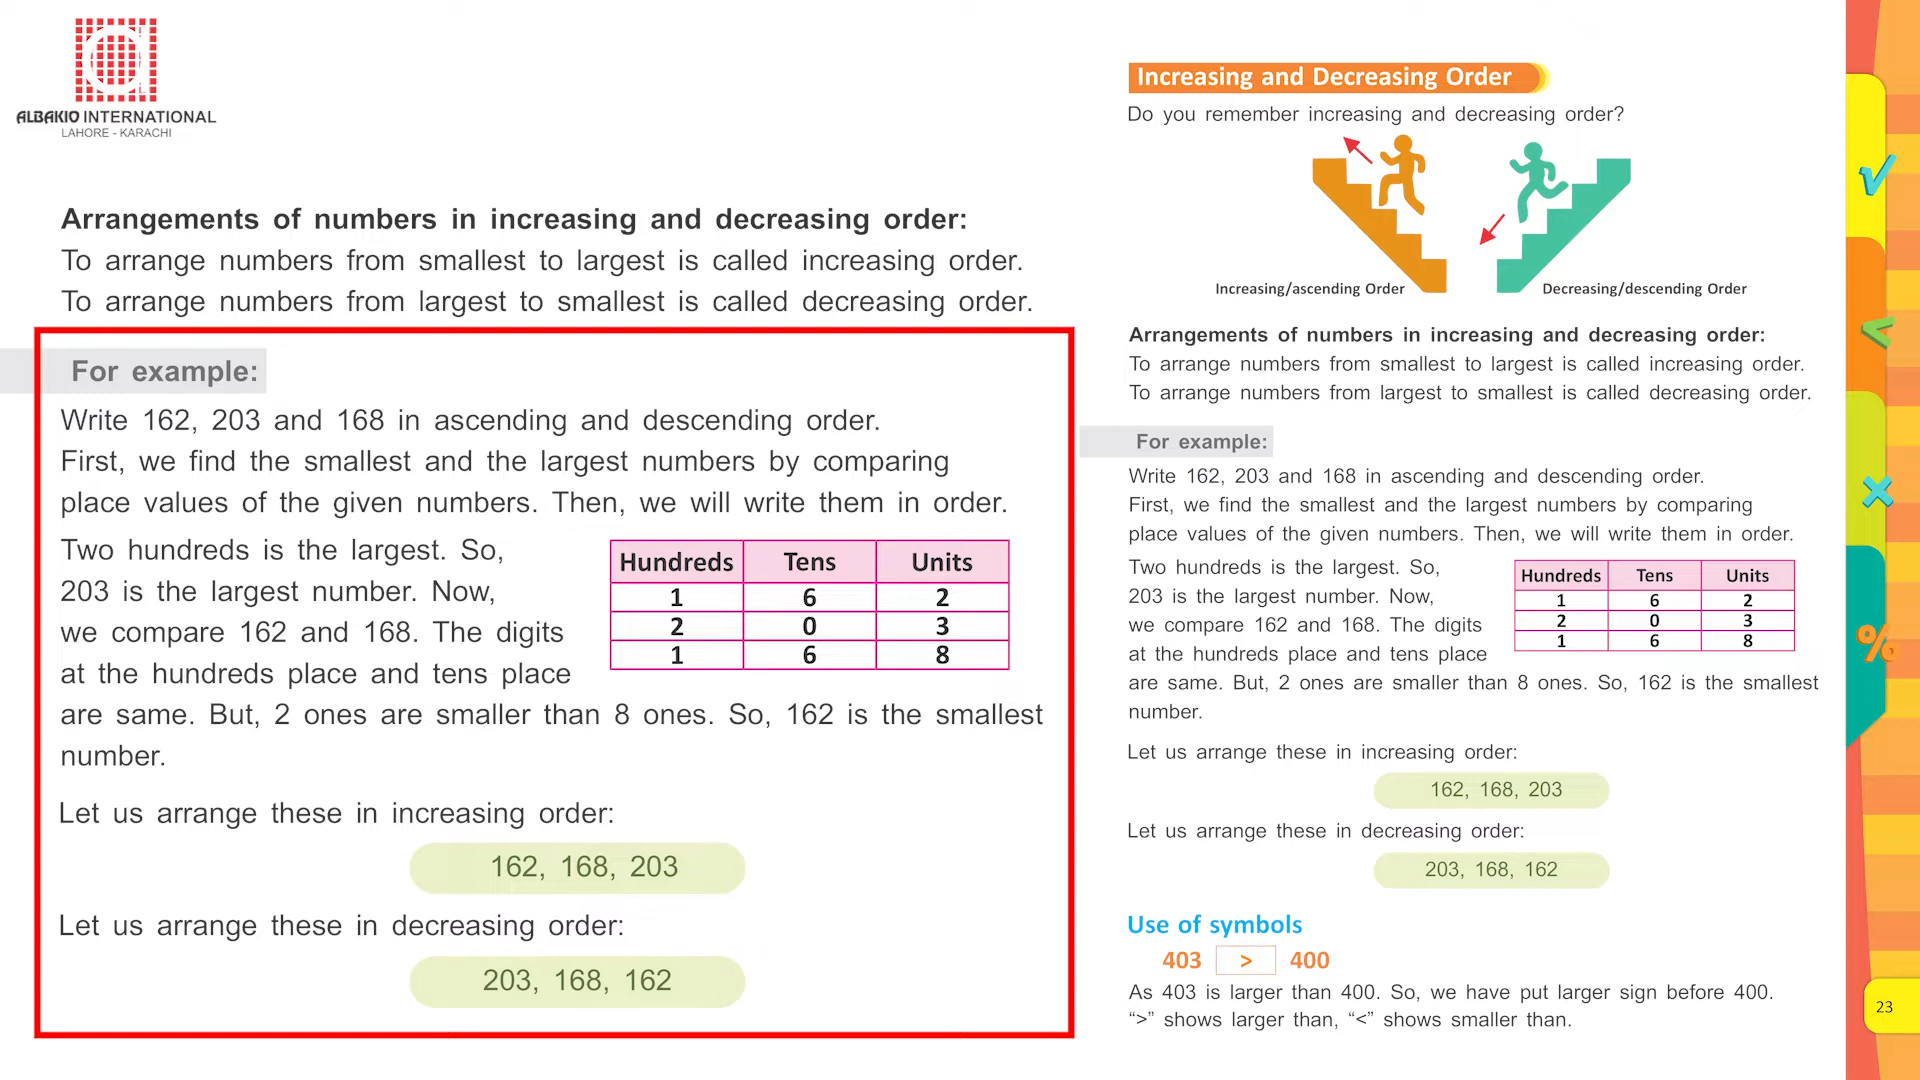 ALBAKIO INTERNATIONAL
LAHORE - KARACHI
Arrangements of numbers in increasing and decreasing order:
To arrange numbers from smallest to largest is called increasing order.
To arrange numbers from largest to smallest is called decreasing order.
For example:
Write 162, 203 and 168 in ascending and descending order.
First, we find the smallest and the largest numbers by comparing
place values of the given numbers. Then, we will write them in order.
Two hundreds is the largest. So,
203 is the largest number. Now,
we compare 162 and 168. The digits
at the hundreds place and tens place
are same. But, 2 ones are smaller than 8 ones. So, 162 is the smallest
number.
Hundreds Tens Units
1 6 2
2 0 3
1 6 8
Let us arrange these in increasing order:
162, 168, 203
Let us arrange these in decreasing order:
203, 168, 162
Increasing and Decreasing Order
Do you remember increasing and decreasing order?
Increasing/ascending Order
Decreasing/descending Order
Arrangements of numbers in increasing and decreasing order:
To arrange numbers from smallest to largest is called increasing order.
To arrange numbers from largest to smallest is called decreasing order.
For example:
Write 162, 203 and 168 in ascending and descending order.
First, we find the smallest and the largest numbers by comparing
place values of the given numbers. Then, we will write them in order.
Two hundreds is the largest. So,
203 is the largest number. Now,
we compare 162 and 168. The digits
at the hundreds place and tens place
are same. But, 2 ones are smaller than 8 ones. So, 162 is the smallest
number.
Hundreds Tens Units
1 6 2
2 0 3
1 6 8
Let us arrange these in increasing order:
162, 168, 203
Let us arrange these in decreasing order:
203, 168, 162
Use of symbols
403 > 400
As 403 is larger than 400. So, we have put larger sign before 400.
“>” shows larger than, “<” shows smaller than.
√
<
×
%
23